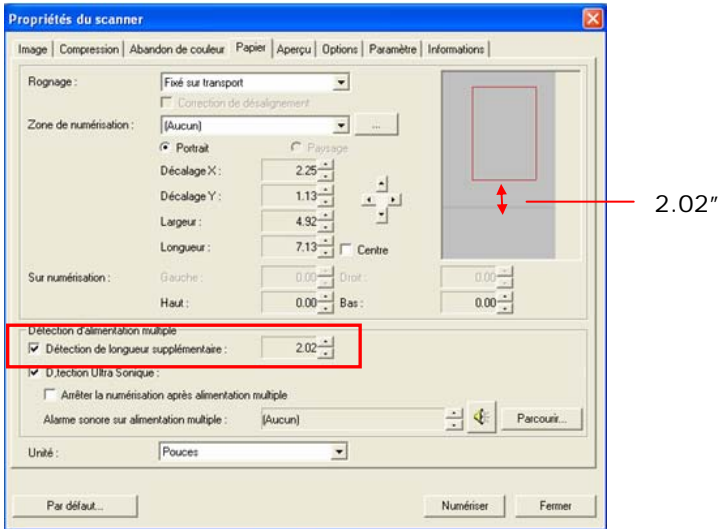 Propriétés du scanner
Image Compression Abandon de couleur Papier Aperçu Options Paramètre Informations
Rognage : Fixé sur transport
Correction de désalignement
Zone de numérisation : (Aucun) ...
Portrait Paysage
Décalage X : 2.25
Décalage Y : 1.13
Largeur : 4.92
Longueur : 7.13 Centre
2.02"
Sur numérisation : Gauche : 0.00 Droit : 0.00
Haut : 0.00 Bas : 0.00
Détection d'alimentation multiple
Détection de longueur supplémentaire : 2.02
D,tection Ultra Sonique :
Arrêter la numérisation après alimentation multiple
Alarme sonore sur alimentation multiple : (Aucun) Parcourir...
Unité : Pouces
Par défaut... Numériser Fermer